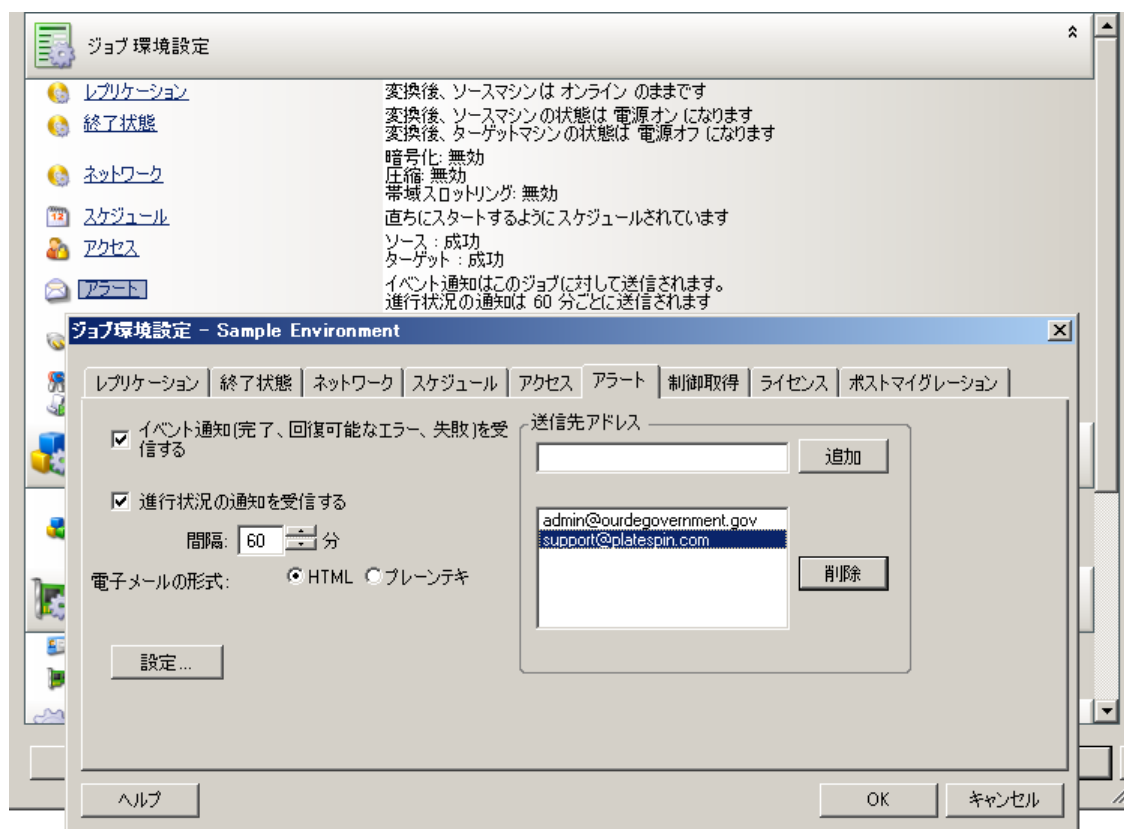 ジョブ環境設定
レプリケーション 変換後、ソースマシンは オンライン のままです
終了状態 変換後、ソースマシンの状態は 電源オン になります
変換後、ターゲットマシンの状態は 電源オフ になります
ネットワーク 暗号化: 無効
圧縮: 無効
帯域スロットリング: 無効
スケジュール 直ちにスタートするようにスケジュールされています
アクセス ソース : 成功
ターゲット : 成功
アラート イベント通知はこのジョブに対して送信されます。
進行状況の通知は 60 分ごとに送信されます
ジョブ環境設定 - Sample Environment
レプリケーション 終了状態 ネットワーク スケジュール アクセス アラート 制御取得 ライセンス ポストマイグレーション
イベント通知(完了、回復可能なエラー、失敗)を受
信する
進行状況の通知を受信する
間隔: 60 分
電子メールの形式: HTML プレーンテキ
設定...
送信先アドレス
追加
admin@ourdegovernment.gov
support@platespin.com
削除
ヘルプ OK キャンセル